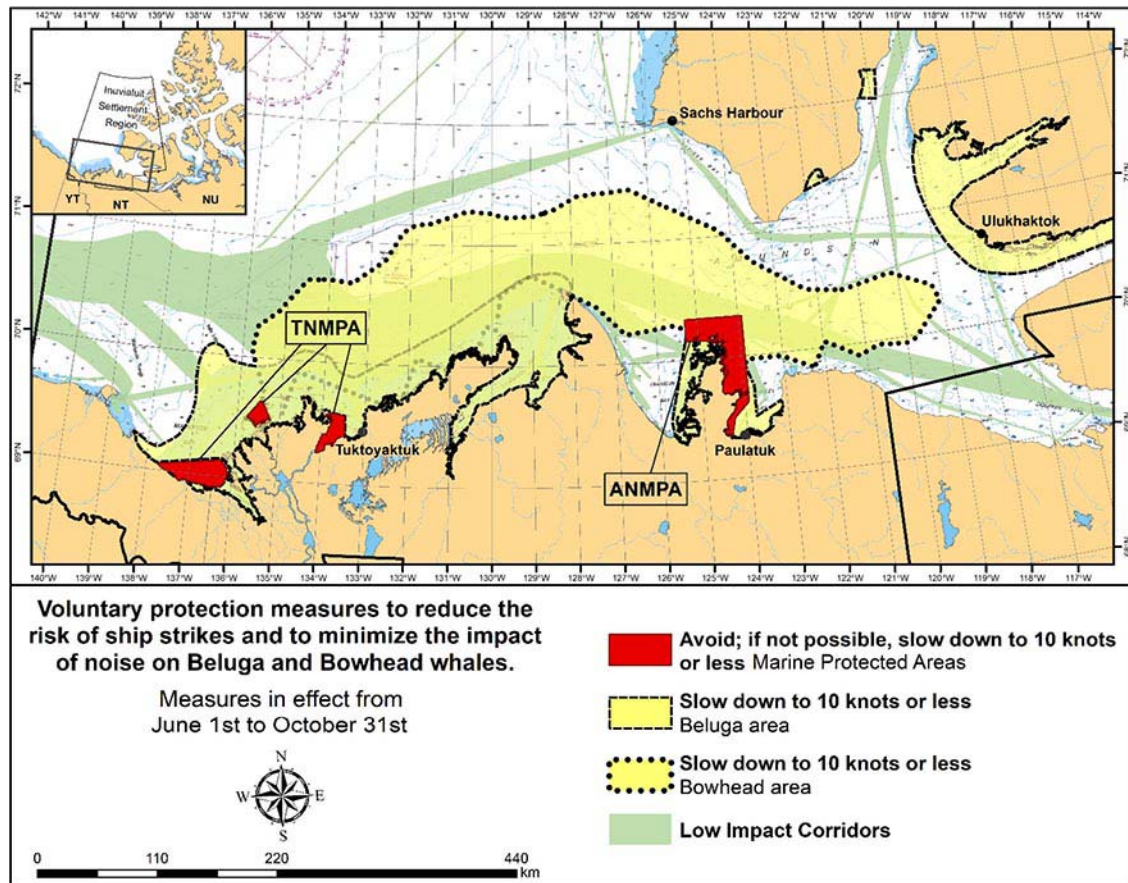 142°W 141°W 140°W 139°W 138°W 137°W 136°W 135°W 134°W 133°W 132°W 131°W 130°W 129°W 128°W 127°W 126°W 125°W 124°W 123°W 122°W 121°W 120°W 119°W 118°W 117°W 116°W 115°W 114°W
Inuvialuit
Settlement
Region
YT NT NU
72°N
71°N
70°N
69°N
72°N
71°N
70°N
69°N
68°N
Sachs Harbour
Ulukhaktok
TNMPA
Tuktoyaktuk
Paulatuk
ANMPA
140°W 139°W 138°W 137°W 136°W 135°W 134°W 133°W 132°W 131°W 130°W 129°W 128°W 127°W 126°W 125°W 124°W 123°W 122°W 121°W 120°W 119°W 118°W 117°W
Voluntary protection measures to reduce the
risk of ship strikes and to minimize the impact
of noise on Beluga and Bowhead whales.
Measures in effect from
June 1st to October 31st
N
W E
S
0 110 220 440
km
Avoid; if not possible, slow down to 10 knots
or less Marine Protected Areas
Slow down to 10 knots or less
Beluga area
Slow down to 10 knots or less
Bowhead area
Low Impact Corridors